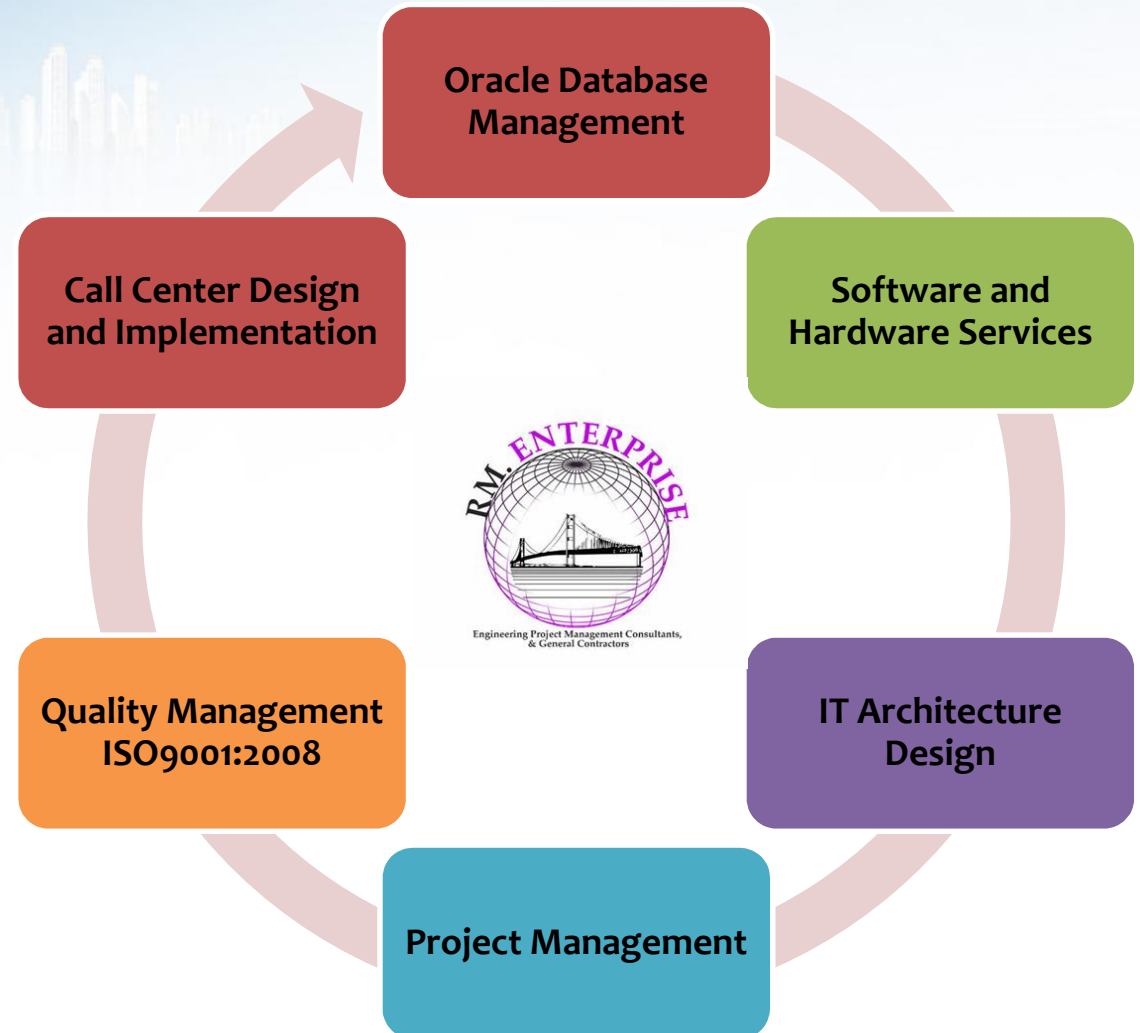 Oracle Database
Management
Software and
Hardware Services
IT Architecture
Design
Project Management
Quality Management
ISO9001:2008
Call Center Design
and Implementation
RM. ENTERPRISE
Engineering Project Management Consultants,
& General Contractors